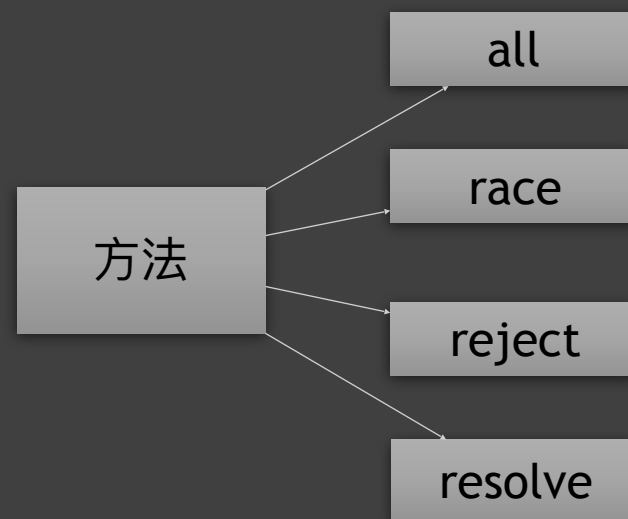 all
race
方法
reject
resolve